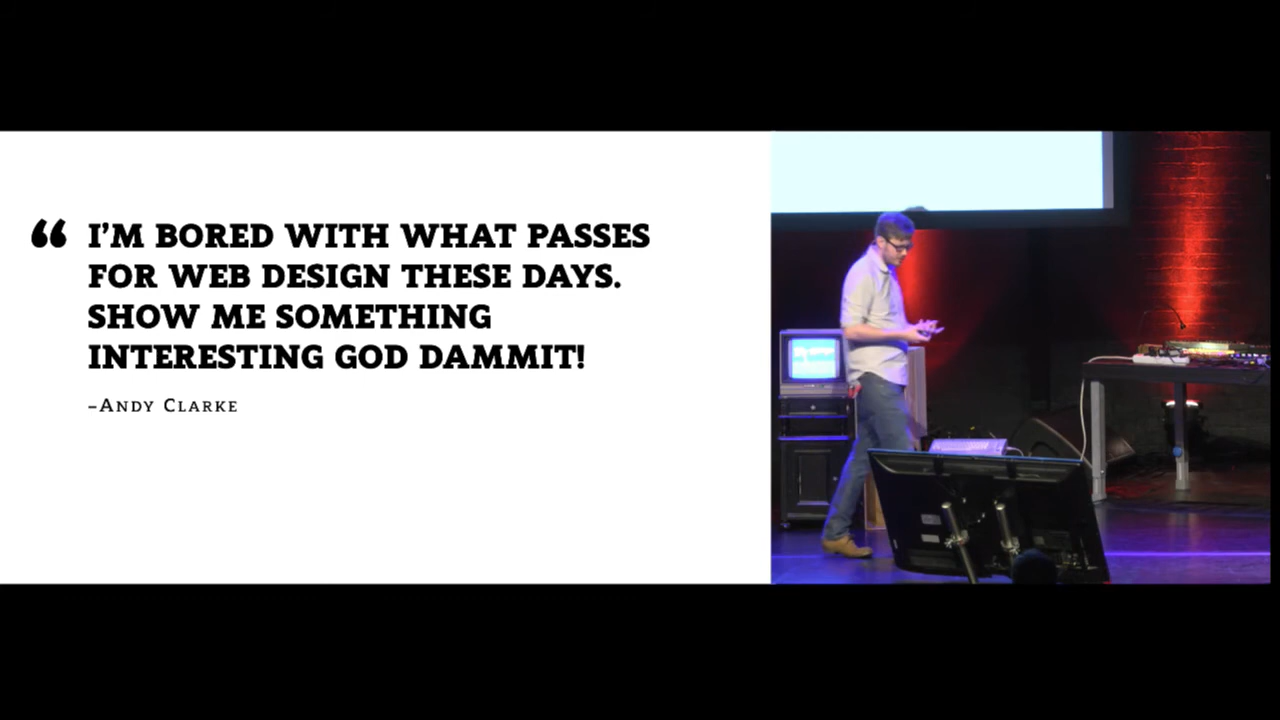 “ I’M BORED WITH WHAT PASSES
FOR WEB DESIGN THESE DAYS.
SHOW ME SOMETHING
INTERESTING GOD DAMMIT!
–ANDY CLARKE